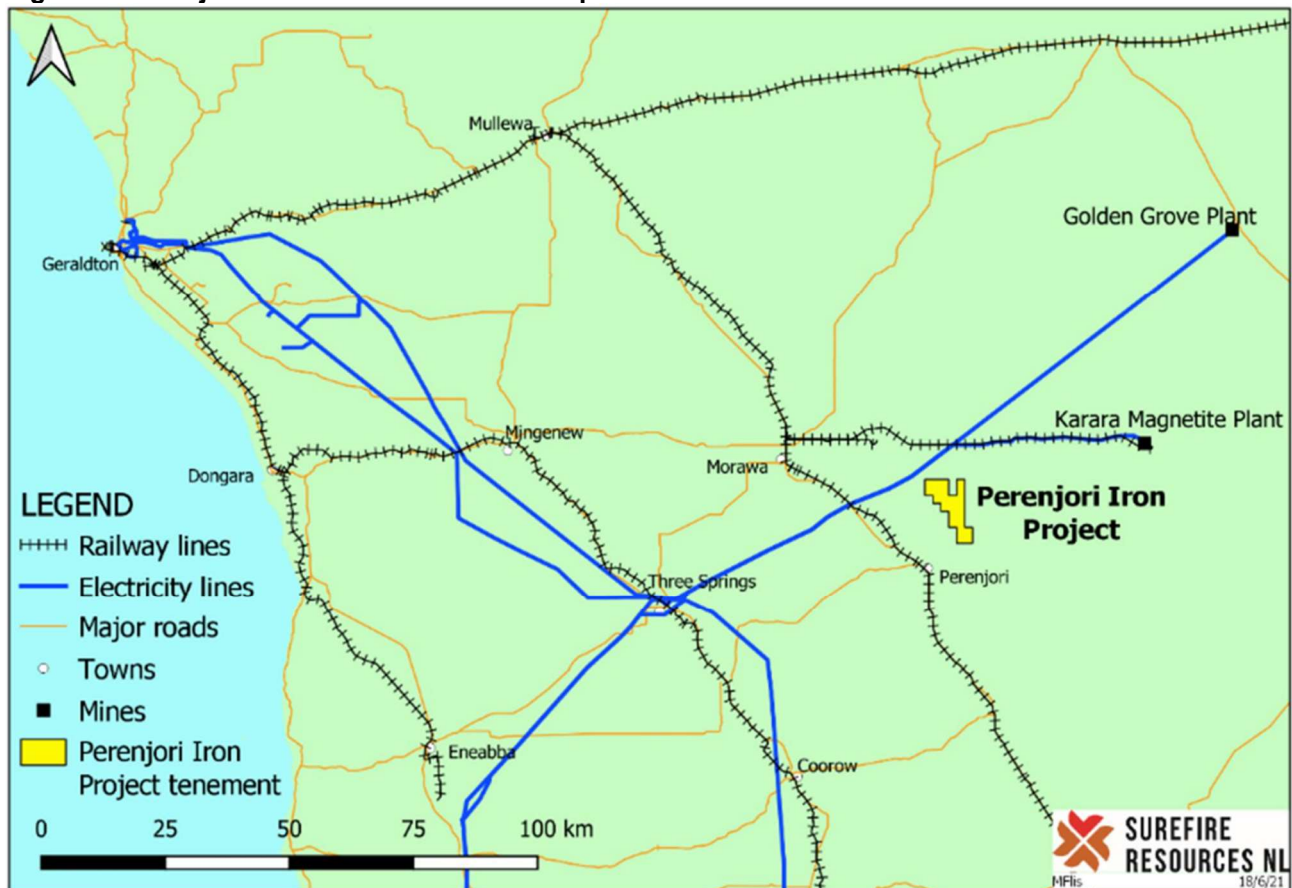 Mullewa
Golden Grove Plant
Geraldton
Karara Magnetite Plant
Mingenew
Morawa
Dongara
Perenjori Iron
Project
LEGEND
Railway lines
Electricity lines
Major roads
Towns
Mines
Perenjori Iron
Project tenement
Three Springs
Perenjori
Eneabba
Coorow
0 25 50 75 100 km
SUREFIRE
RESOURCES NL
MFlis 18/6/21